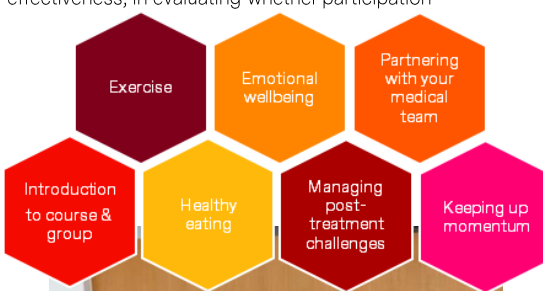 effectiveness, in evaluating whether participation
Exercise
Emotional
wellbeing
Partnering
with your
medical
team
Introduction
to course &
group
Healthy
eating
Managing
post-
treatment
challenges
Keeping up
momentum